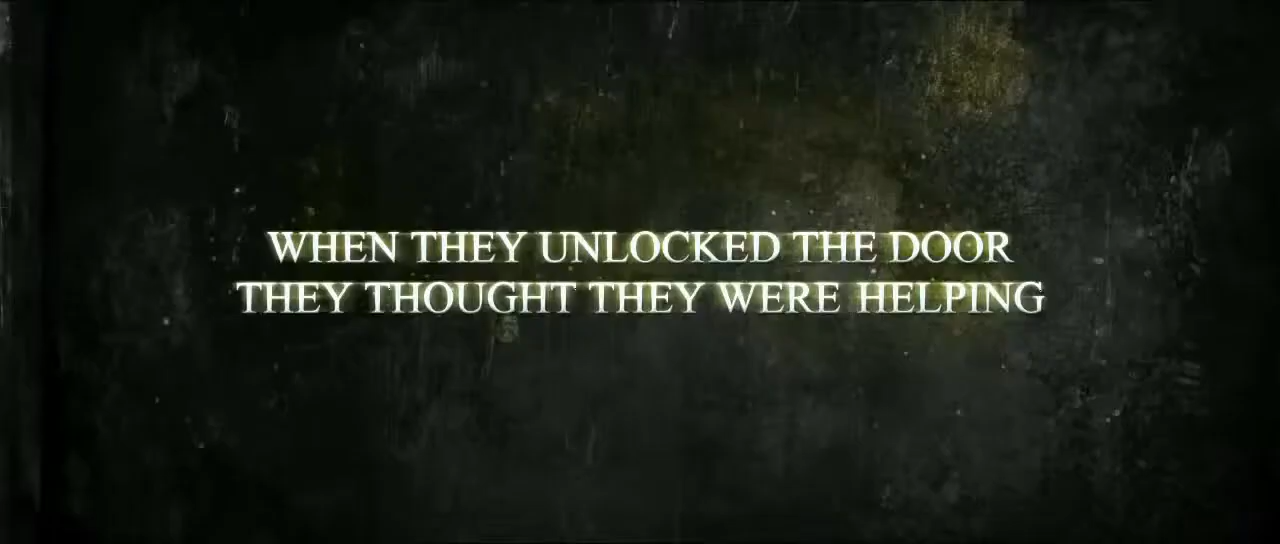 WHEN THEY UNLOCKED THE DOOR
THEY THOUGHT THEY WERE HELPING